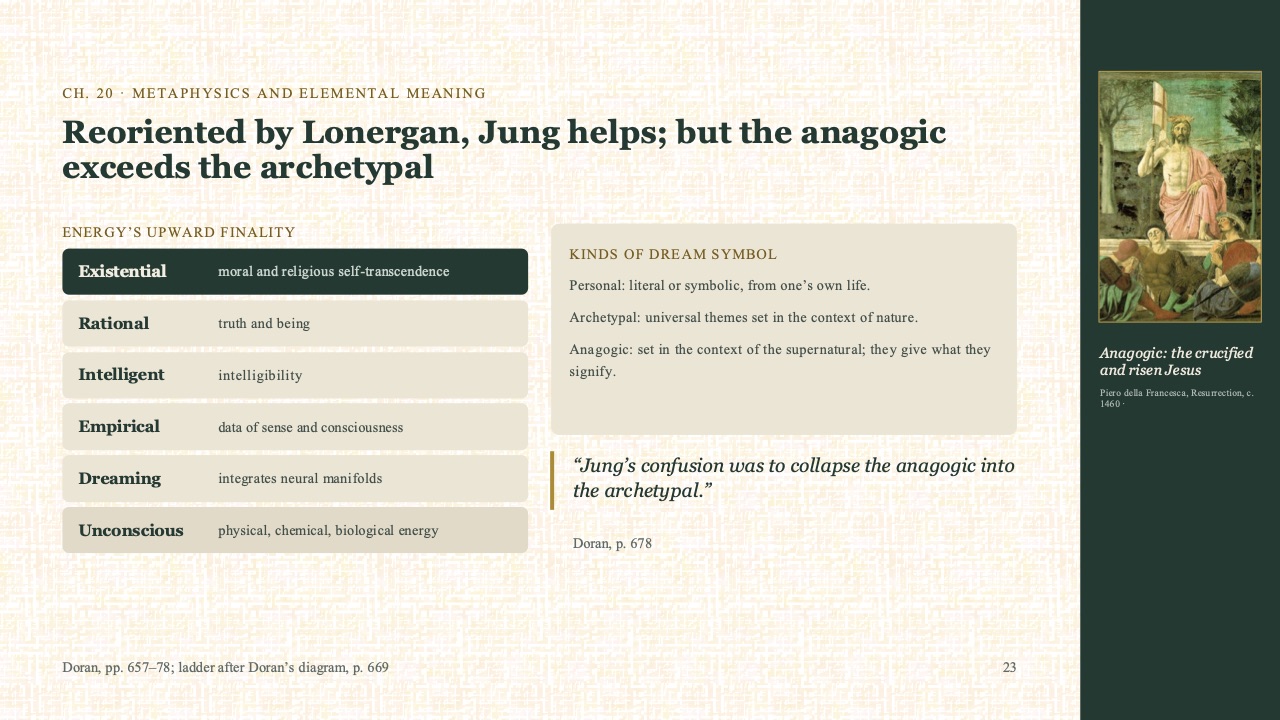 CH. 20 · METAPHYSICS AND ELEMENTAL MEANING
Reoriented by Lonergan, Jung helps; but the anagogic
exceeds the archetypal
ENERGY’S UPWARD FINALITY
Existential moral and religious self-transcendence
Rational truth and being
Intelligent intelligibility
Empirical data of sense and consciousness
Dreaming integrates neural manifolds
Unconscious physical, chemical, biological energy
KINDS OF DREAM SYMBOL
Personal: literal or symbolic, from one’s own life.
Archetypal: universal themes set in the context of nature.
Anagogic: set in the context of the supernatural; they give what they
signify.
“Jung’s confusion was to collapse the anagogic into
the archetypal.”
Doran, p. 678
Anagogic: the crucified
and risen Jesus
Piero della Francesca, Resurrection, c.
1460 ·
Doran, pp. 657–78; ladder after Doran’s diagram, p. 669
23